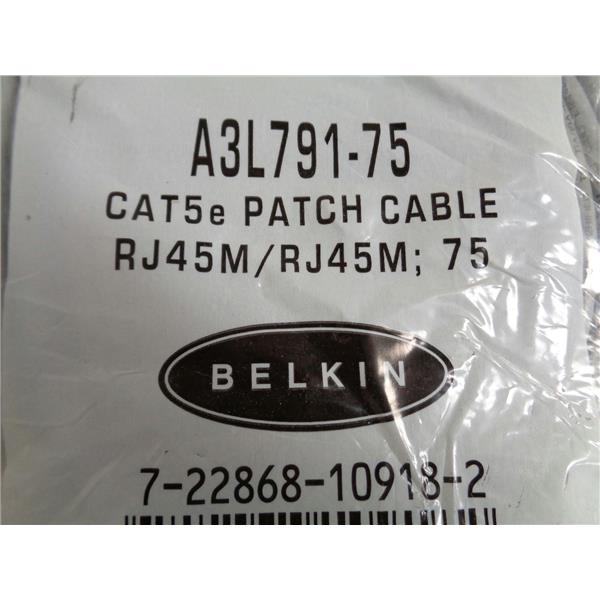 A3L791-75
CAT5e PATCH CABLE
RJ45M/RJ45M; 75
BELKIN
7-22868-10918-2